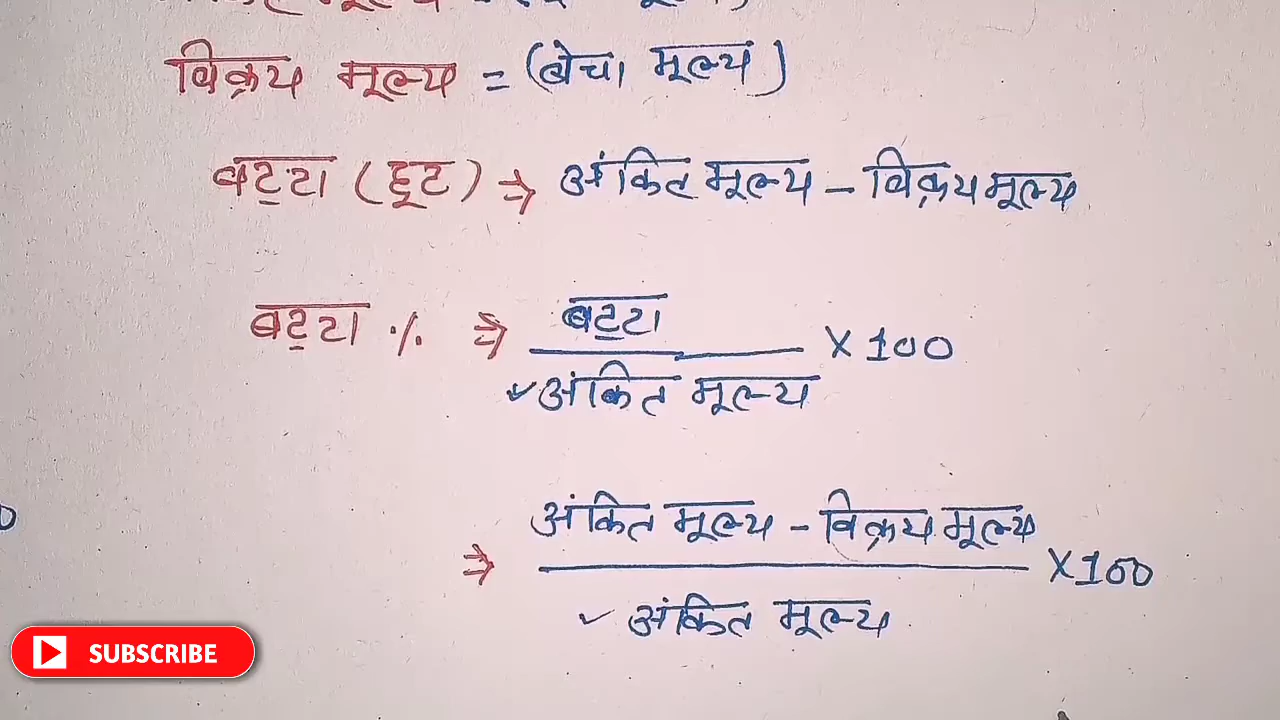 मूल्य
विक्रय मूल्य = (बेचा मूल्य)
बट्टा (छूट) ⇒ अंकित मूल्य - विक्रय मूल्य
बट्टा % ⇒ बट्टा
अंकित मूल्य × 100
⇒ अंकित मूल्य - विक्रय मूल्य
अंकित मूल्य × 100
SUBSCRIBE